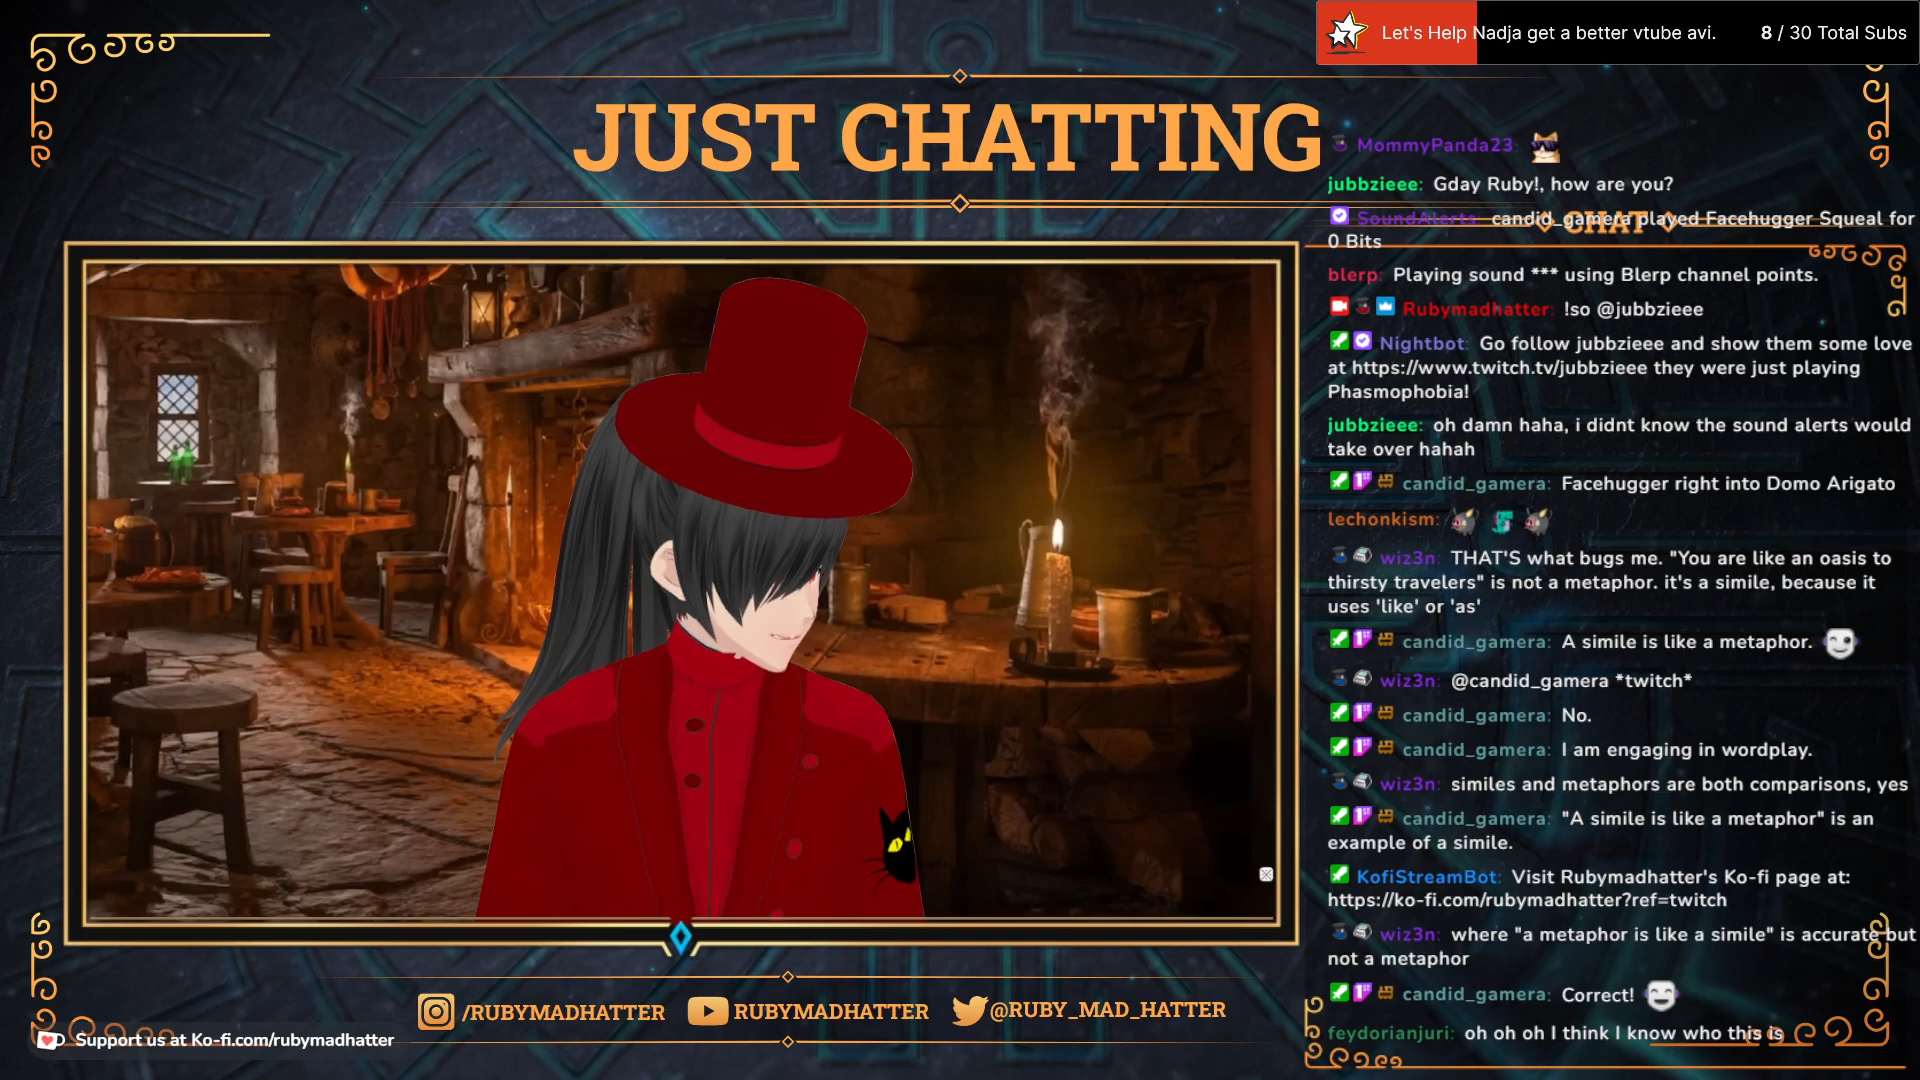 Let's Help Nadja get a better vtube avi. 8 / 30 Total Subs
JUST CHATTING
MommyPanda23:
jubbzieee: Gday Ruby!, how are you?
CHAT
SoundAlerts: candid_gamera played Facehugger Squeal for
0 Bits
blerp: Playing sound *** using Blerp channel points.
Rubymadhatter: !so @jubbzieee
Nightbot: Go follow jubbzieee and show them some love
at https://www.twitch.tv/jubbzieee they were just playing
Phasmophobia!
jubbzieee: oh damn haha, i didnt know the sound alerts would
take over hahah
candid_gamera: Facehugger right into Domo Arigato
lechonkism:
wiz3n: THAT'S what bugs me. "You are like an oasis to
thirsty travelers" is not a metaphor. it's a simile, because it
uses 'like' or 'as'
candid_gamera: A simile is like a metaphor.
wiz3n: @candid_gamera *twitch*
candid_gamera: No.
candid_gamera: I am engaging in wordplay.
wiz3n: similes and metaphors are both comparisons, yes
candid_gamera: "A simile is like a metaphor" is an
example of a simile.
KofiStreamBot: Visit Rubymadhatter's Ko-fi page at:
https://ko-fi.com/rubymadhatter?ref=twitch
wiz3n: where "a metaphor is like a simile" is accurate but
not a metaphor
candid_gamera: Correct!
feydorianjuri: oh oh oh I think I know who this is
/RUBYMADHATTER RUBYMADHATTER @RUBY_MAD_HATTER
Support us at Ko-fi.com/rubymadhatter